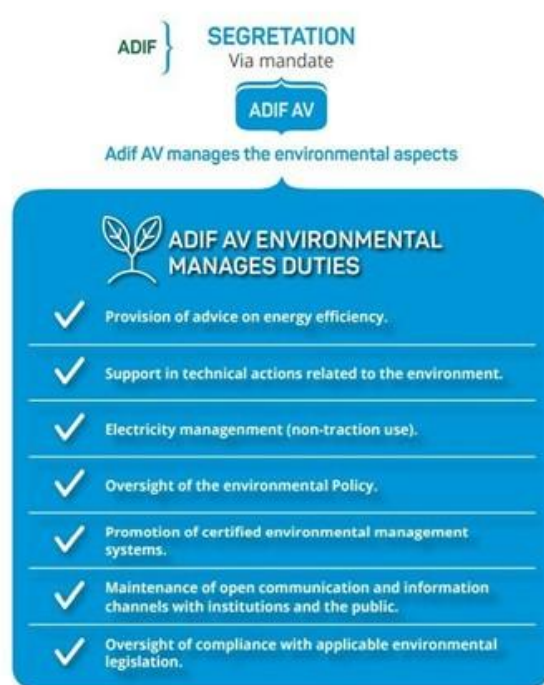 ADIF
SEGRETATION
Via mandate
ADIF AV
Adif AV manages the environmental aspects
ADIF AV ENVIRONMENTAL
MANAGES DUTIES
Provision of advice on energy efficiency.
Support in technical actions related to the environment.
Electricity managenment (non-traction use).
Oversight of the environmental Policy.
Promotion of certified environmental management
systems.
Maintenance of open communication and information
channels with institutions and the public.
Oversight of compliance with applicable environmental
legislation.